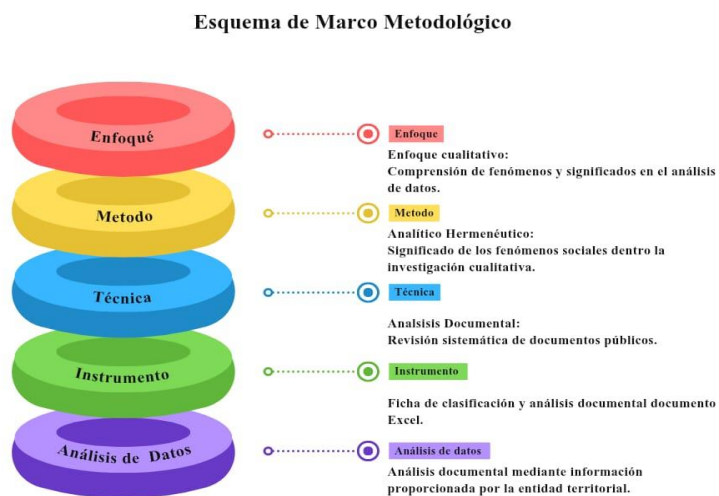 Esquema de Marco Metodológico
Enfoqué
Enfoque
Enfoque cualitativo:
Comprensión de fenómenos y significados en el análisis
de datos.
Metodo
Metodo
Analítico Hermenéutico:
Significado de los fenómenos sociales dentro la
investigación cualitativa.
Técnica
Técnica
Analsisis Documental:
Revisión sistemática de documentos públicos.
Instrumento
Instrumento
Ficha de clasificación y análisis documental documento
Excel.
Análisis de Datos
Análisis de datos
Análisis documental mediante información
proporcionada por la entidad territorial.